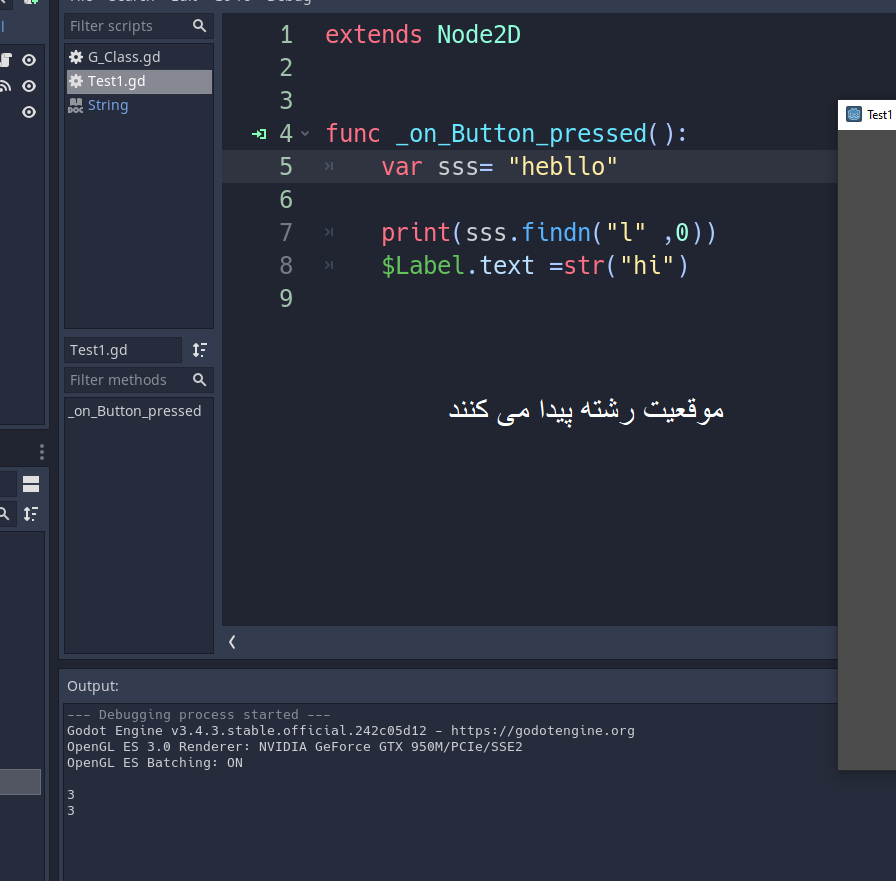 Filter scripts
G_Class.gd
Test1.gd
String
Test1.gd
Filter methods
_on_Button_pressed
1 extends Node2D
2
3
4 func _on_Button_pressed():
5 var sss= "hebllo"
6
7 print(sss.findn("l" ,0))
8 $Label.text =str("hi")
9
موقعیت رشته پیدا می کنند
Test1
Output:
--- Debugging process started ---
Godot Engine v3.4.3.stable.official.242c05d12 - https://godotengine.org
OpenGL ES 3.0 Renderer: NVIDIA GeForce GTX 950M/PCIe/SSE2
OpenGL ES Batching: ON
3
3